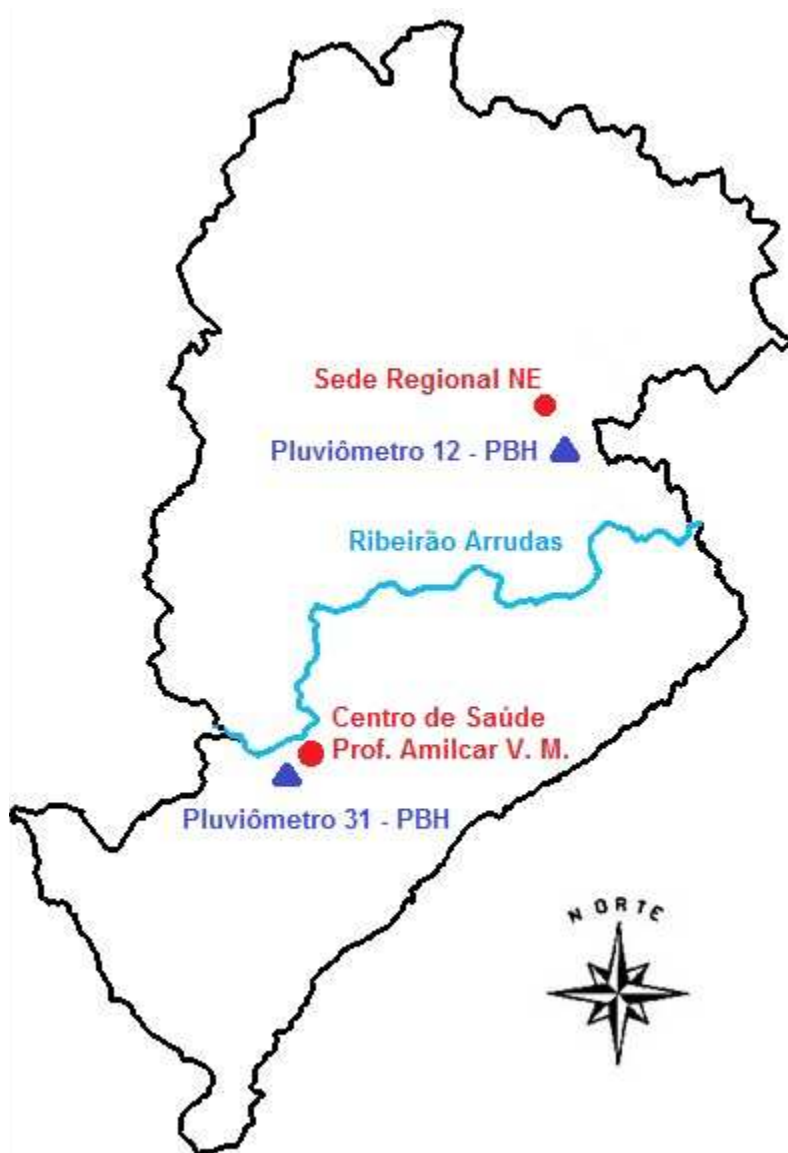 Sede Regional NE
Pluviômetro 12 - PBH
Ribeirão Arrudas
Centro de Saúde
Prof. Amilcar V. M.
Pluviômetro 31 - PBH
NORTE